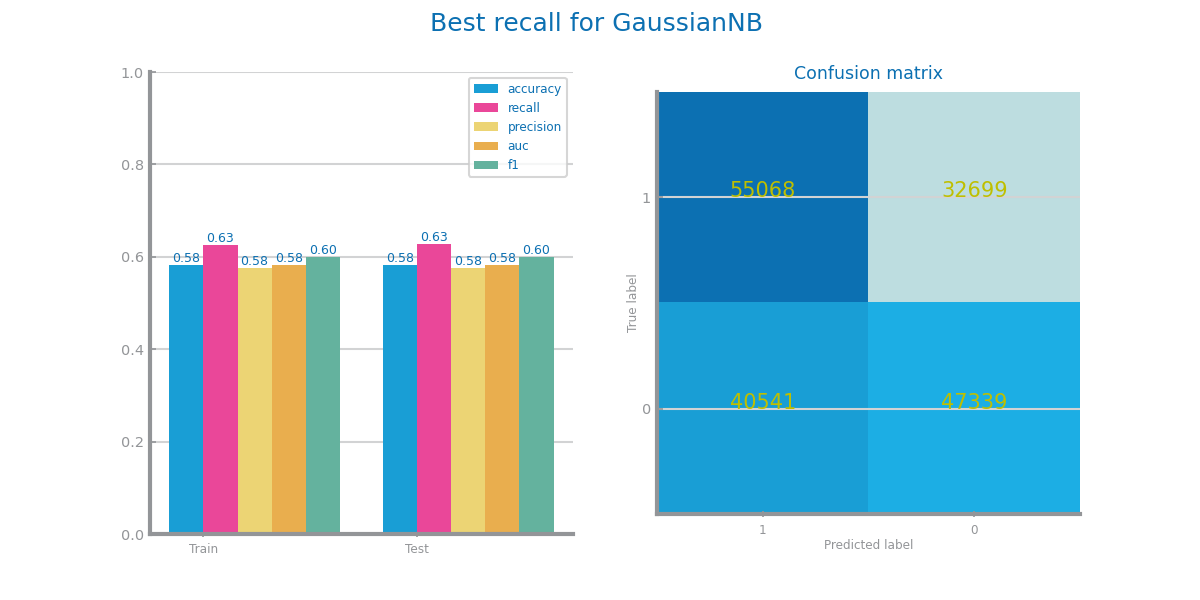 Best recall for GaussianNB
1.0
0.8
0.6
0.4
0.2
0.0
accuracy
recall
precision
auc
f1
0.58 0.63 0.58 0.58 0.60
0.58 0.63 0.58 0.58 0.60
Train Test
Confusion matrix
True label
1
0
55068 32699
40541 47339
1 0
Predicted label